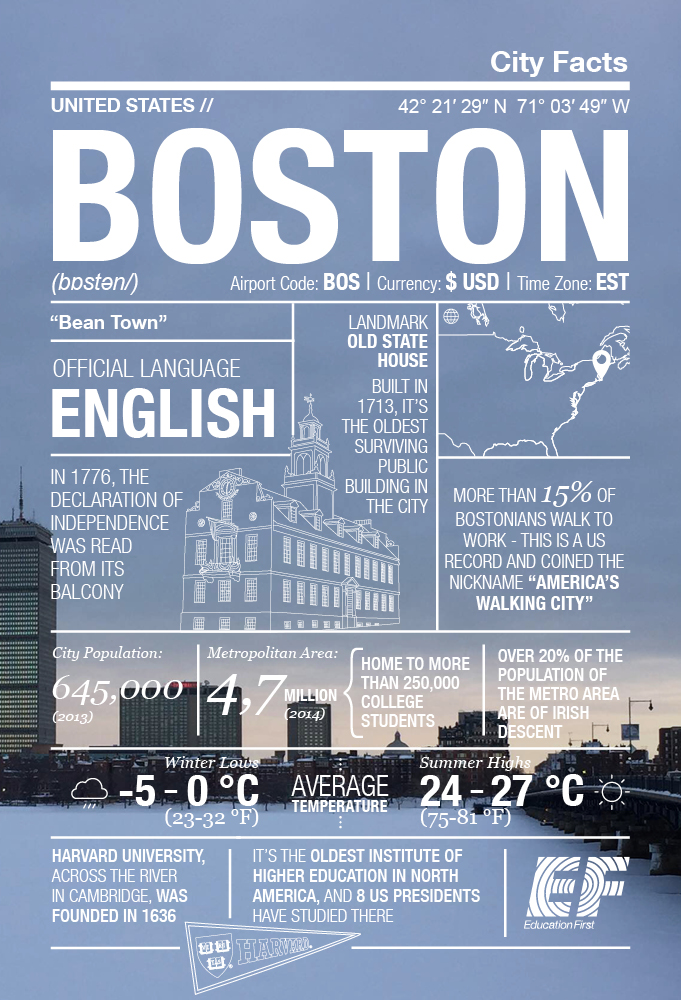 City Facts
UNITED STATES //
42° 21′ 29″ N 71° 03′ 49″ W
BOSTON
(bɒstən/)
Airport Code: BOS | Currency: $ USD | Time Zone: EST
“Bean Town”
OFFICIAL LANGUAGE
ENGLISH
IN 1776, THE
DECLARATION OF
INDEPENDENCE
WAS READ
FROM ITS
BALCONY
LANDMARK
OLD STATE
HOUSE
BUILT IN
1713, IT’S
THE OLDEST
SURVIVING
PUBLIC
BUILDING IN
THE CITY
MORE THAN 15% OF
BOSTONIANS WALK TO
WORK - THIS IS A US
RECORD AND COINED THE
NICKNAME “AMERICA’S
WALKING CITY”
City Population:
645,000
(2013)
Metropolitan Area:
4,7 MILLION
(2014)
HOME TO MORE
THAN 250,000
COLLEGE
STUDENTS
OVER 20% OF THE
POPULATION OF
THE METRO AREA
ARE OF IRISH
DESCENT
Winter Lows
-5 - 0 °C
(23-32 °F)
AVERAGE
TEMPERATURE
Summer Highs
24 - 27 °C
(75-81 °F)
HARVARD UNIVERSITY,
ACROSS THE RIVER
IN CAMBRIDGE, WAS
FOUNDED IN 1636
IT’S THE OLDEST INSTITUTE OF
HIGHER EDUCATION IN NORTH
AMERICA, AND 8 US PRESIDENTS
HAVE STUDIED THERE
EF
Education First
HARVARD